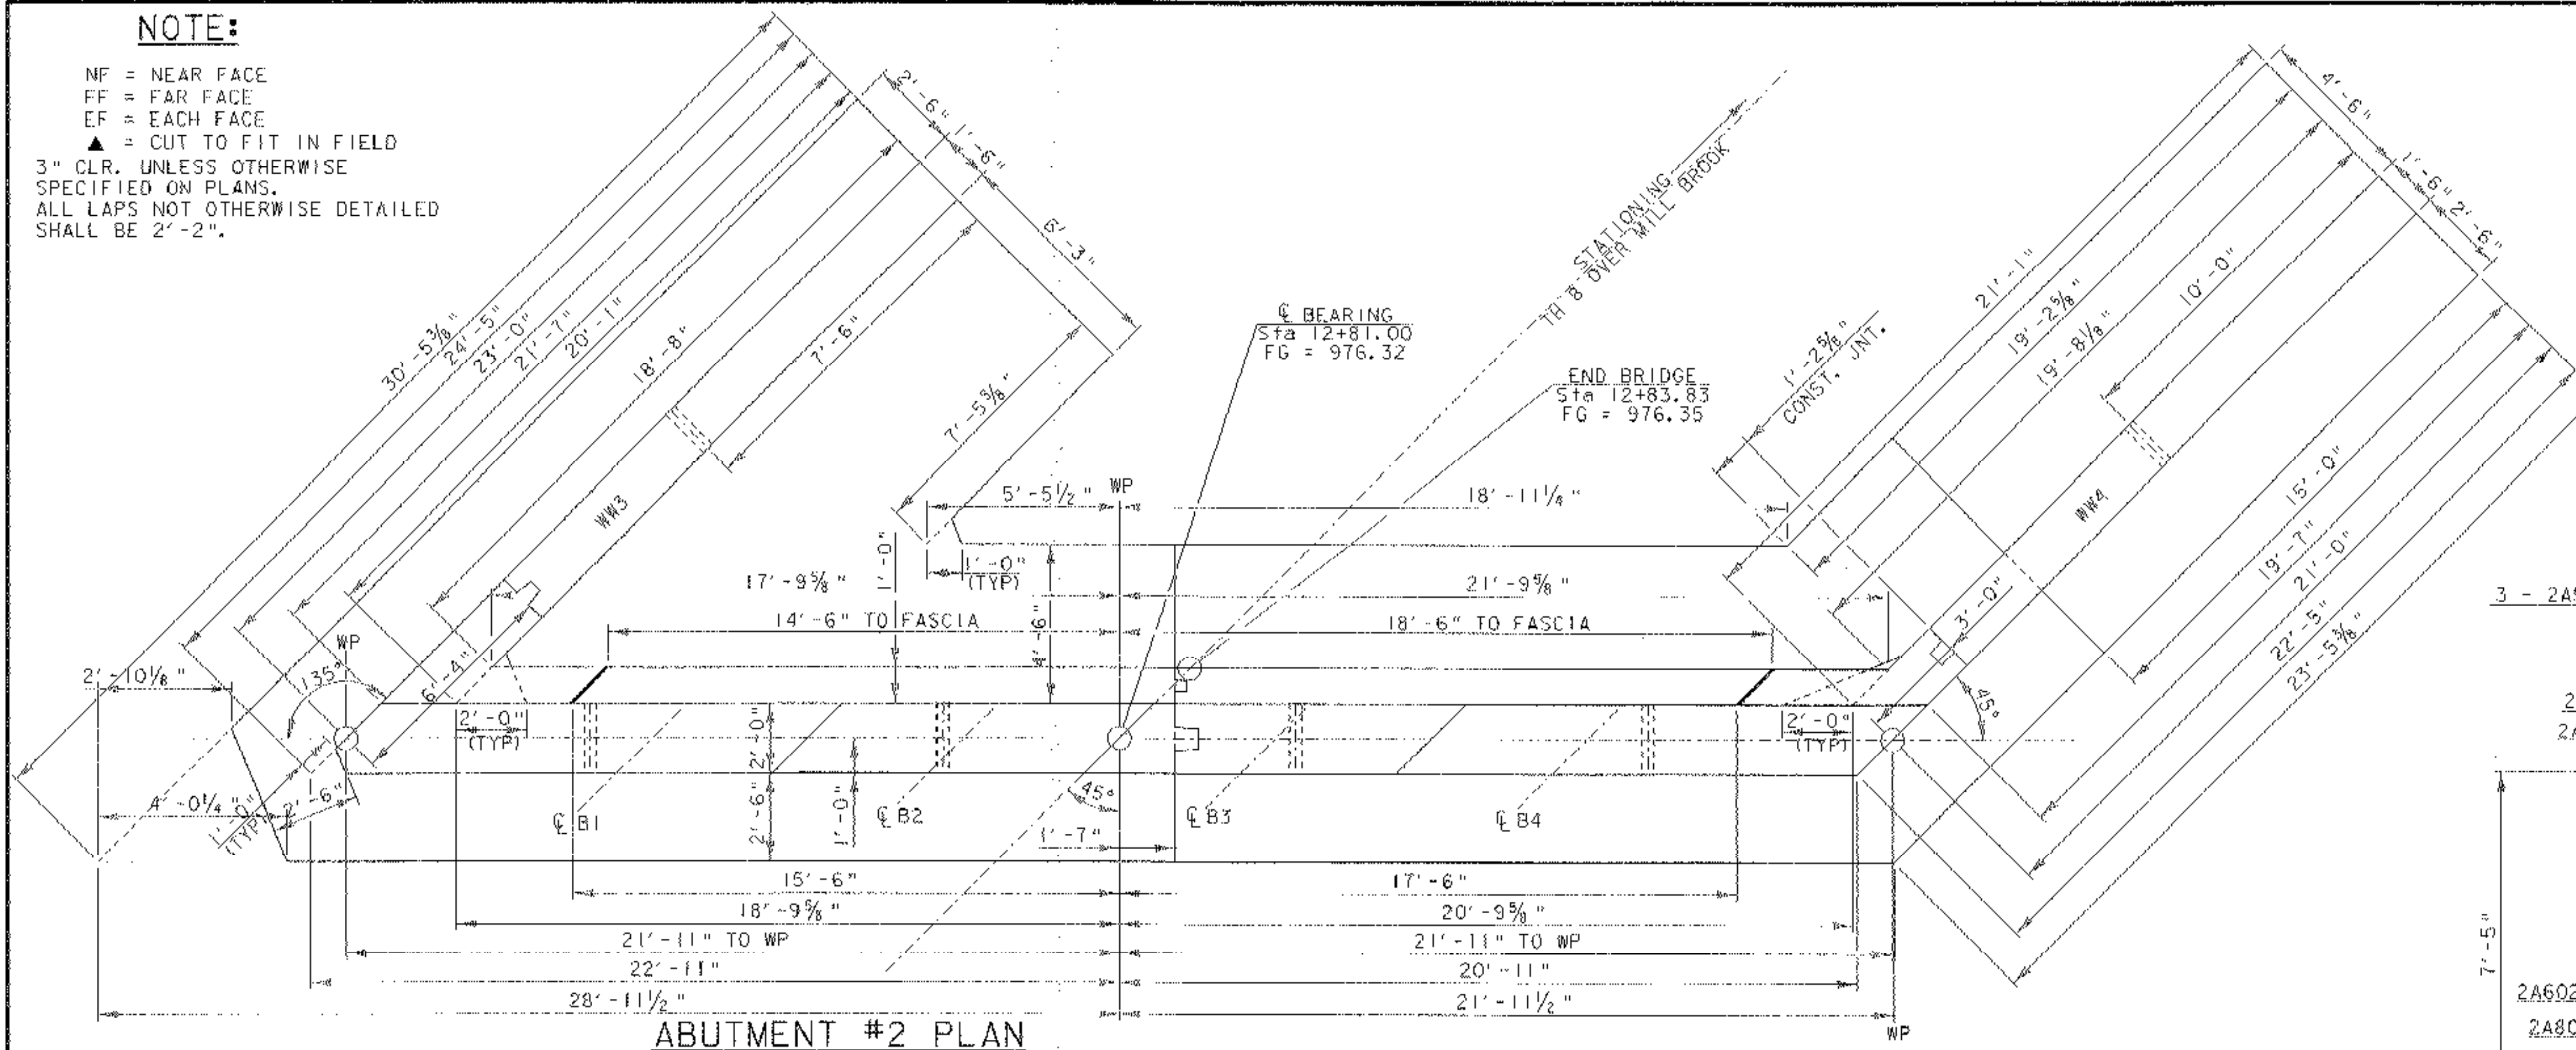 NOTE:
NF = NEAR FACE
FF = FAR FACE
EF = EACH FACE
▲ = CUT TO FIT IN FIELD
3" CLR. UNLESS OTHERWISE
SPECIFIED ON PLANS.
ALL LAPS NOT OTHERWISE DETAILED
SHALL BE 2'-2".
30'-5⅜"
24'-5"
23'-0"
21'-7"
20'-1"
18'-8"
7'-6"
2'-6"
1'-6"
6'-3"
7'-5⅜"
WW3
6'-4"
STATIONING
TH 8 OVER MILL BROOK
℄ BEARING
Sta 12+81.00
FG = 976.32
END BRIDGE
Sta 12+83.83
FG = 976.35
4'-6"
1'-6"
2'-6"
21'-1"
19'-2⅝"
19'-8⅛"
10'-0"
1'-2⅝"
CONST. JNT.
WW4
15'-0"
19'-7"
21'-0"
22'-5"
23'-5⅜"
3'-0"
45°
5'-5½"
WP
18'-11¼"
1'-0"
1'-0"
(TYP)
4'-6"
17'-9⅝"
21'-9⅝"
14'-6" TO FASCIA
18'-6" TO FASCIA
WP
135°
2'-10⅛"
2'-0"
(TYP)
2'-0"
2'-0"
(TYP)
4'-0¼"
1'-0"
(TYP)
2'-6"
2'-6"
1'-0"
℄ B1
℄ B2
℄ B3
℄ B4
45°
1'-7"
15'-6"
17'-6"
18'-9⅝"
20'-9⅝"
21'-11" TO WP
21'-11" TO WP
22'-11"
20'-11"
28'-11½"
21'-11½"
WP
ABUTMENT #2 PLAN
7'-5"
2A602